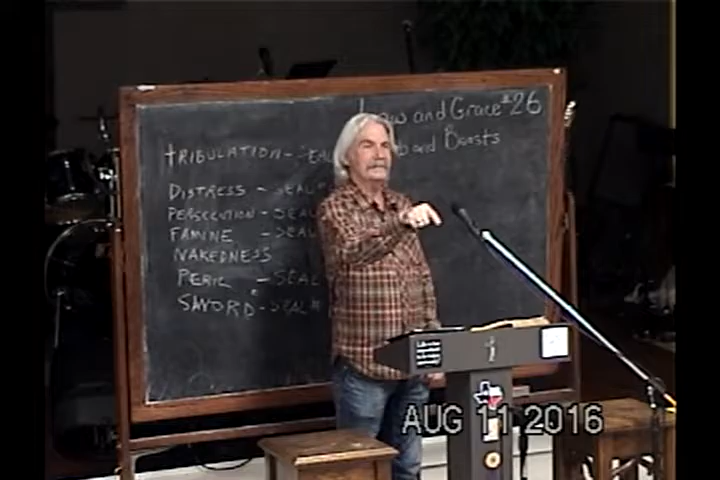 Law and Grace #26
and Boasts
TRIBULATION - SEAL
DISTRESS - SEAL
PERSECUTION - SEAL
FAMINE - SEAL
NAKEDNESS
PERIL - SEAL
SWORD - SEAL #
AUG 11 2016